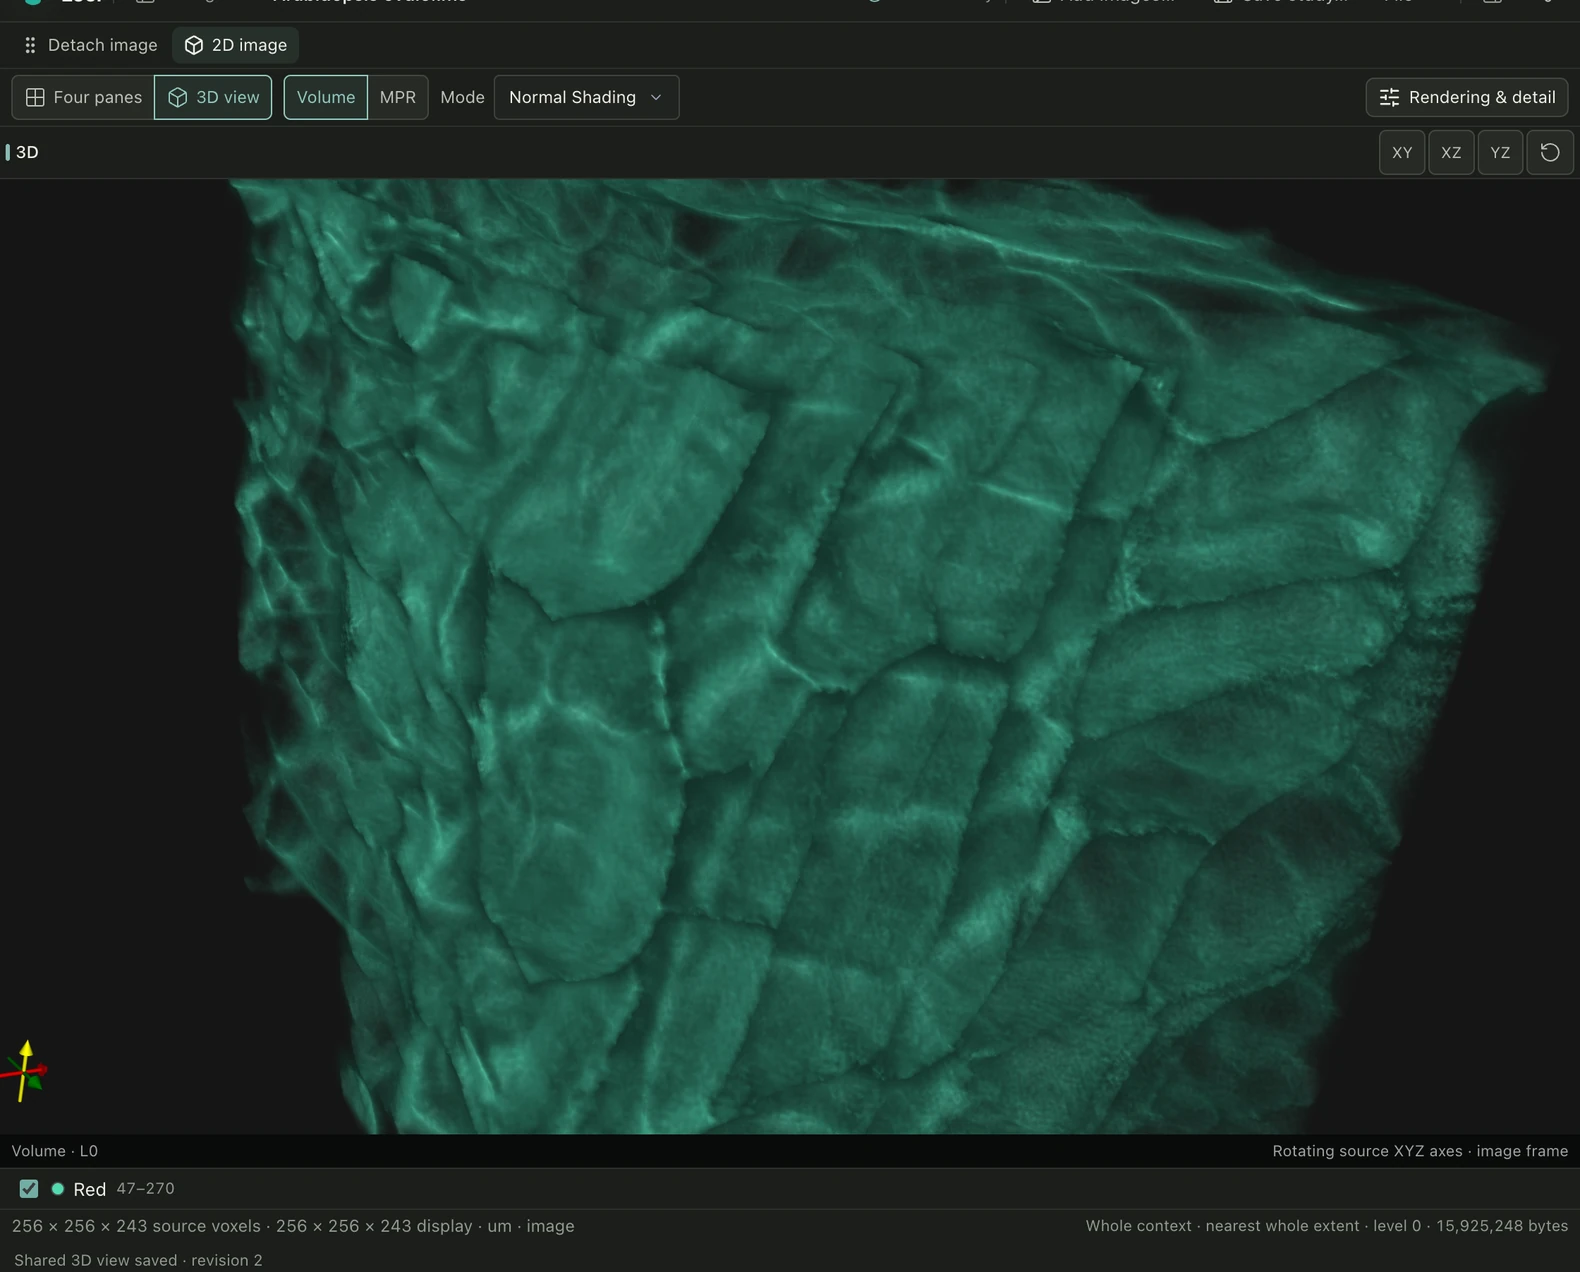 Detach image 2D image
Four panes 3D view Volume MPR Mode Normal Shading Rendering & detail
3D XY XZ YZ
Volume · L0 Rotating source XYZ axes · image frame
Red 47–270
256 × 256 × 243 source voxels · 256 × 256 × 243 display · um · image Whole context · nearest whole extent · level 0 · 15,925,248 bytes
Shared 3D view saved · revision 2